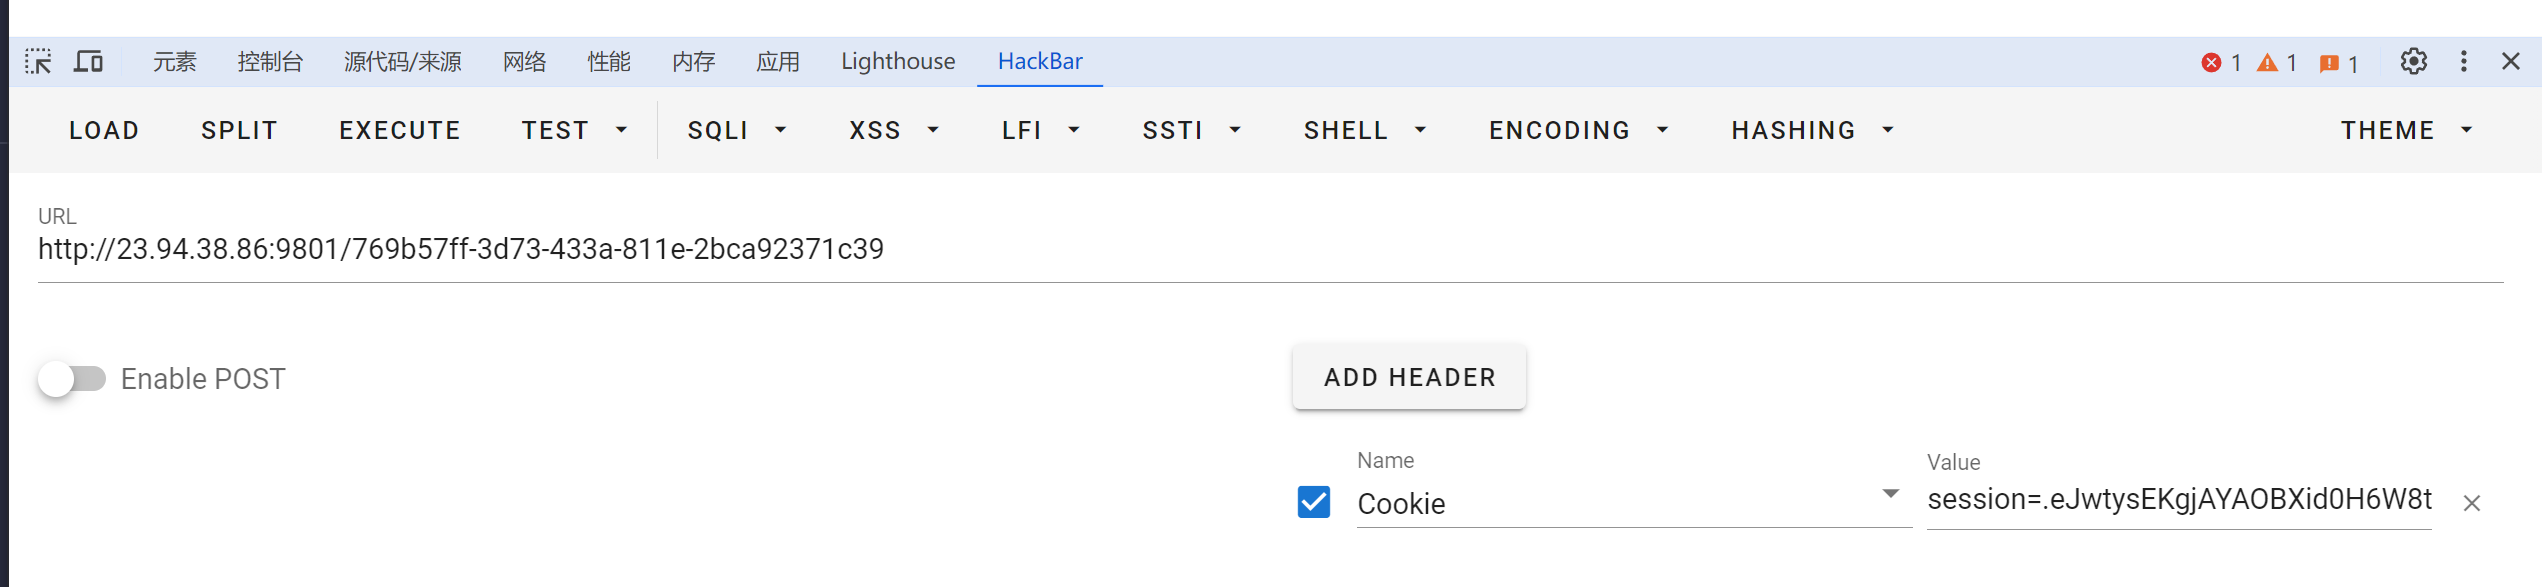 元素 控制台 源代码/来源 网络 性能 内存 应用 Lighthouse HackBar 1 1 1
LOAD SPLIT EXECUTE TEST SQLI XSS LFI SSTI SHELL ENCODING HASHING THEME
URL
http://23.94.38.86:9801/769b57ff-3d73-433a-811e-2bca92371c39
Enable POST ADD HEADER
Name Value
Cookie session=.eJwtysEKgjAYAOBXid0H6W8t